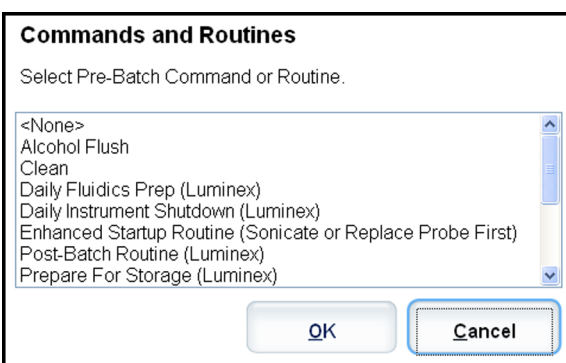 Commands and Routines
Select Pre-Batch Command or Routine.
<None>
Alcohol Flush
Clean
Daily Fluidics Prep (Luminex)
Daily Instrument Shutdown (Luminex)
Enhanced Startup Routine (Sonicate or Replace Probe First)
Post-Batch Routine (Luminex)
Prepare For Storage (Luminex)
OK
Cancel